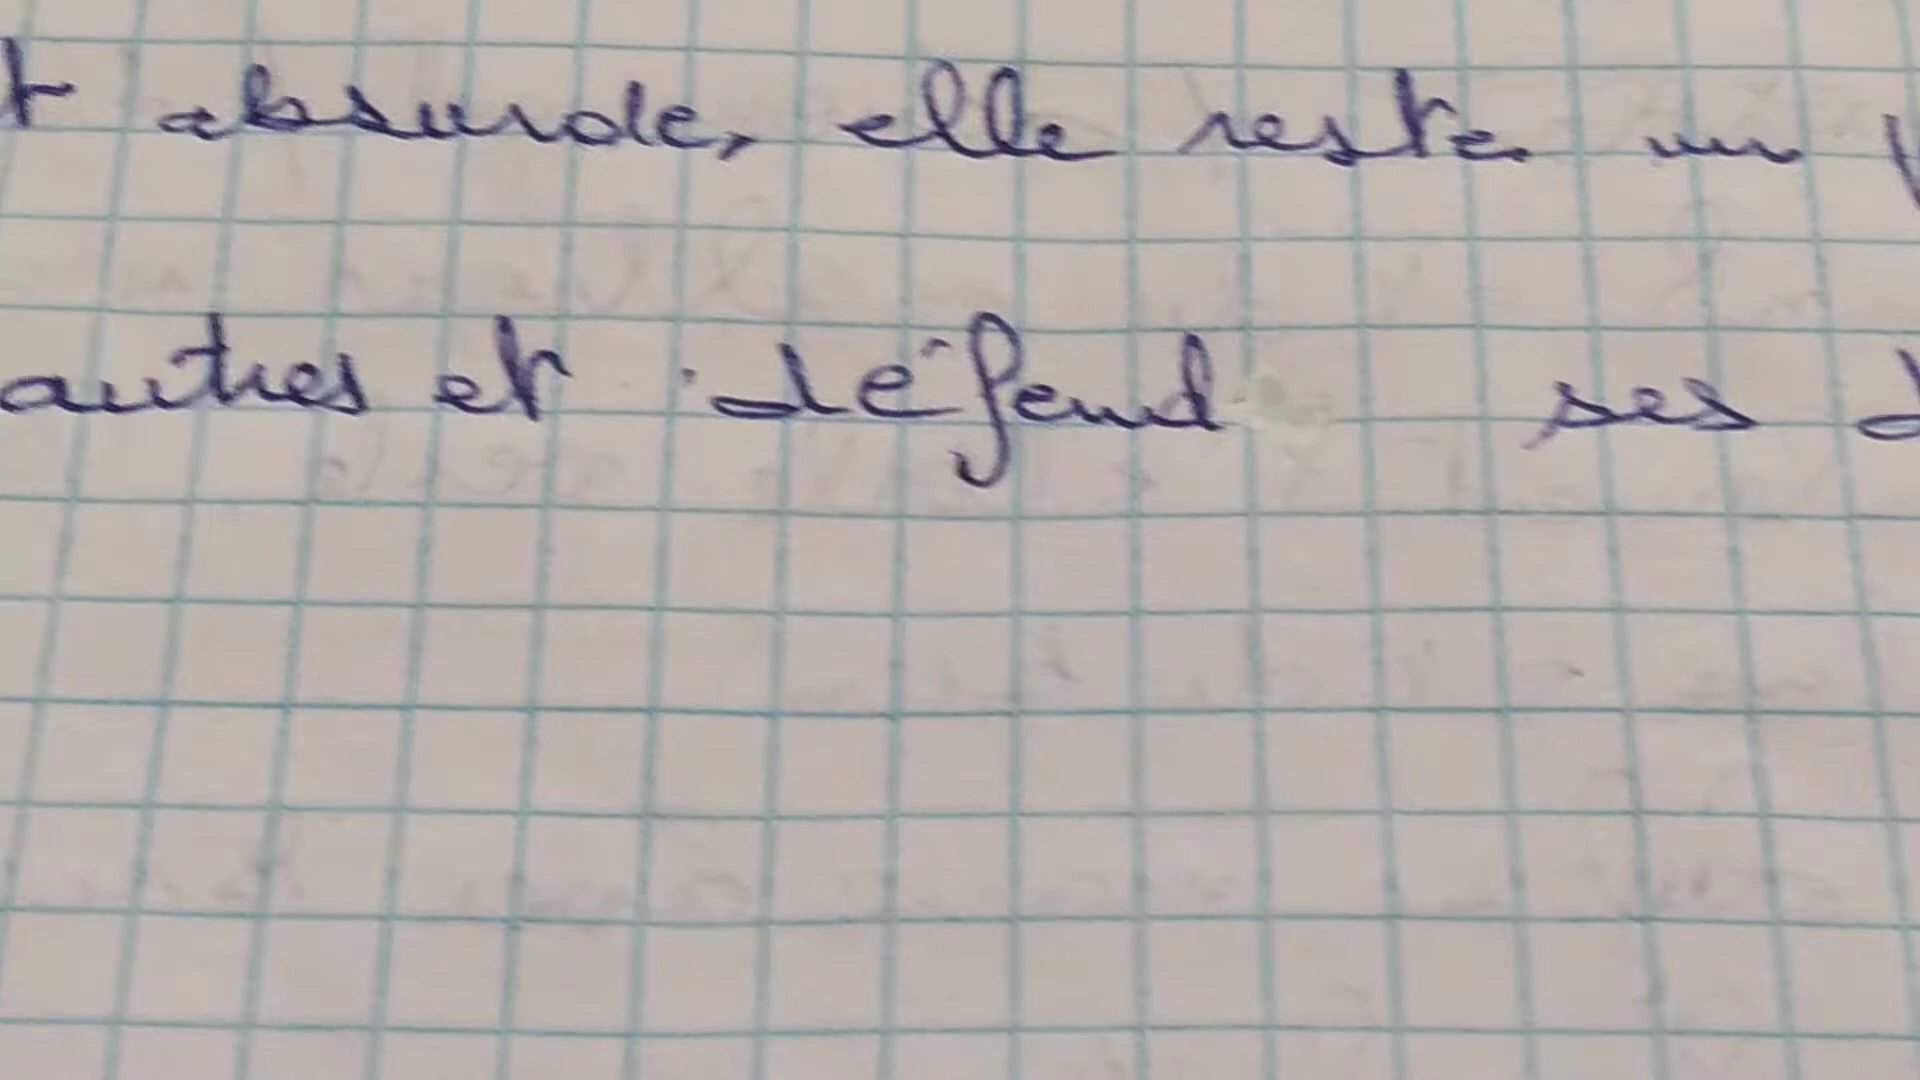 absurde, elle reste un
autres et défend ses